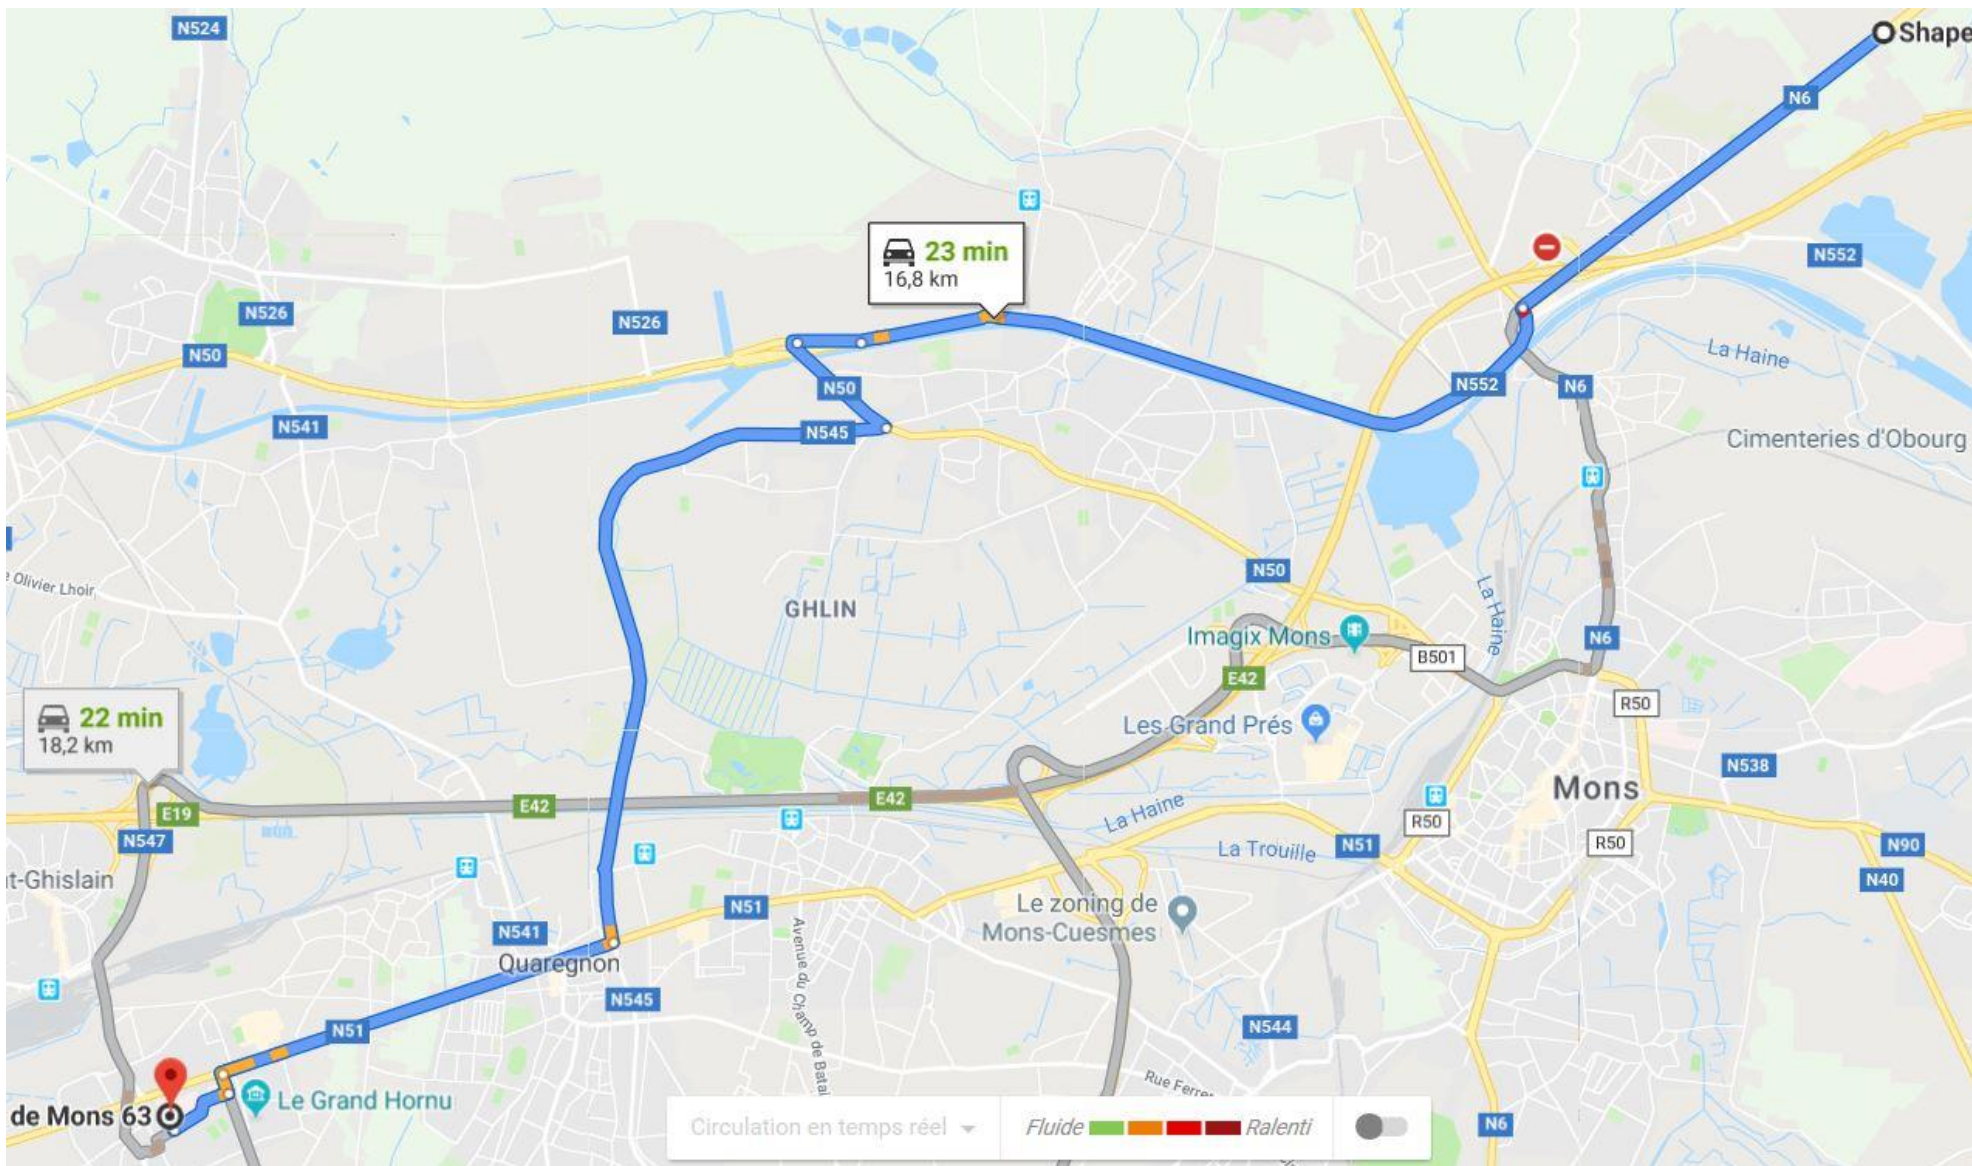 N524
Shape
N6
23 min
16,8 km
N552
N526
N526
N50
La Haine
N50
N552
N6
N541
N545
Cimenteries d'Obourg
N50
e Olivier Lhoir
GHLIN
La Haine
Imagix Mons
N6
B501
E42
22 min
18,2 km
R50
Les Grand Prés
N538
Mons
E19
E42
E42
La Haine
N547
R50
N51
La Trouille
R50
N90
t-Ghislain
N40
N51
Le zoning de
Mons-Cuesmes
N541
Quaregnon
Avenue du Champ de Batai
N545
N51
N544
Rue Ferrer
Le Grand Hornu
de Mons 63
Circulation en temps réel
Fluide
Ralenti
N6